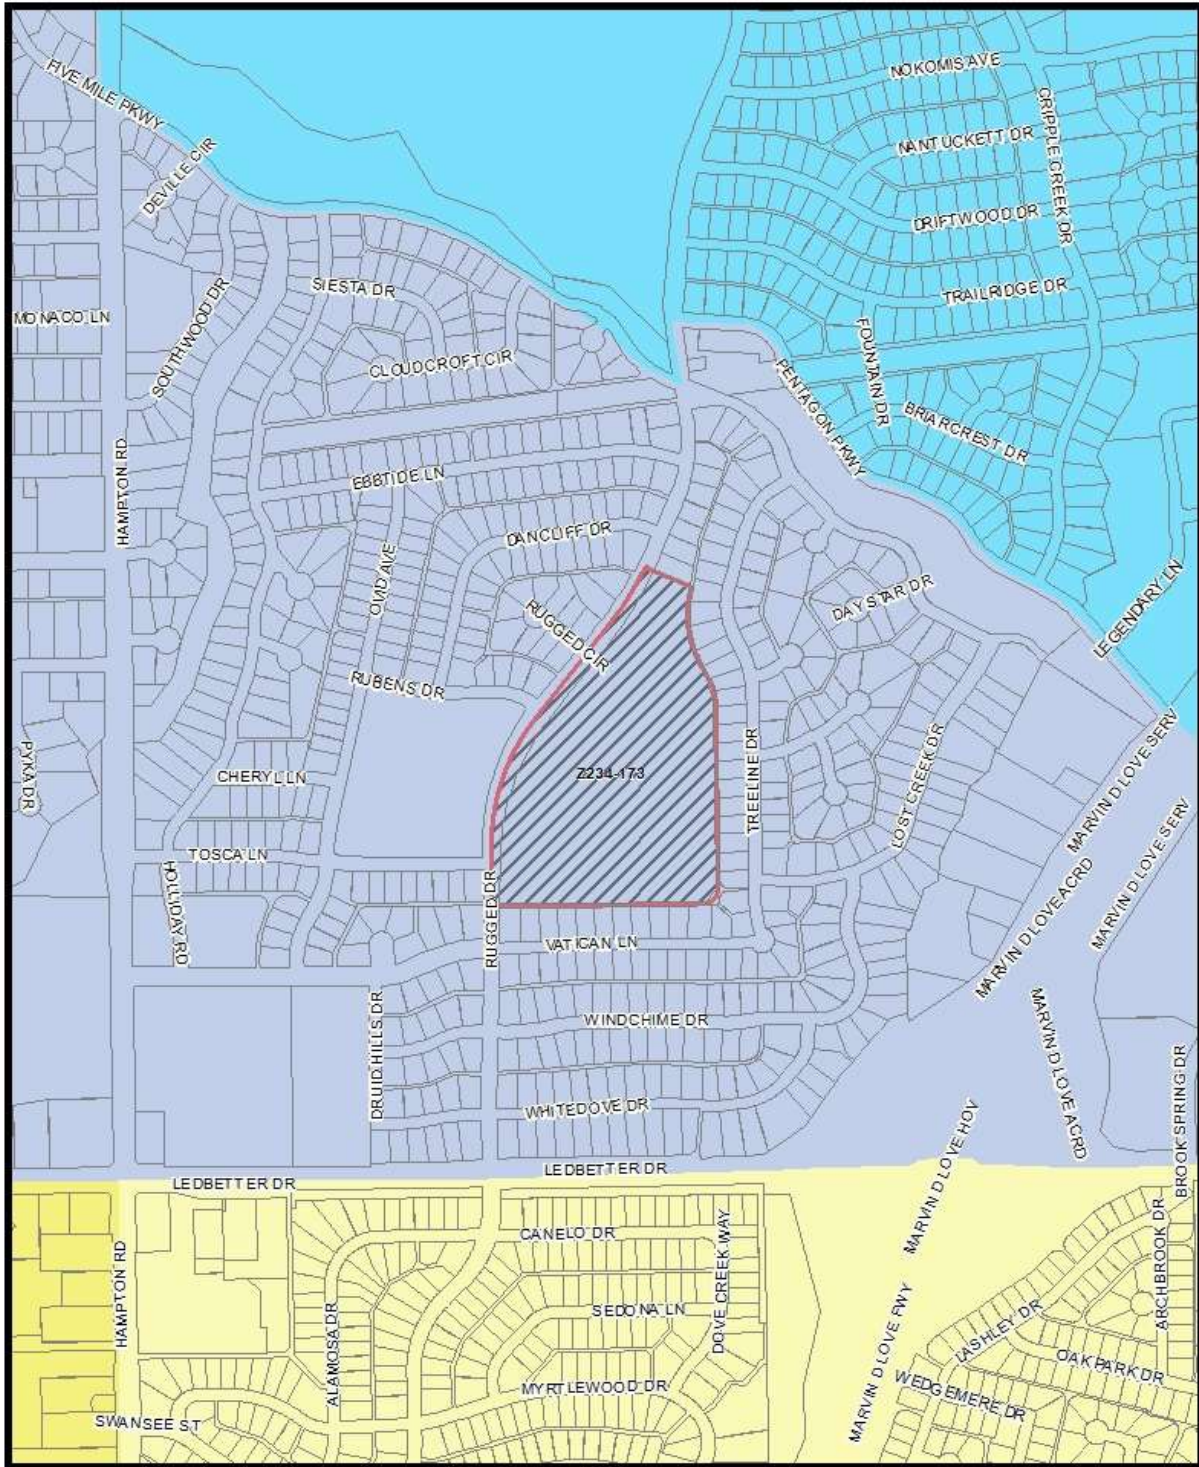 NOKOMIS AVE
FIVE MILE PKWY
CRIPPLE CREEK DR
NANTUCKETT DR
DEVILLE CIR
DRIFTWOOD DR
SIESTA DR
TRAILRIDGE DR
MONACO LN
SOUTHWOOD DR
FOUNTAIN DR
CLOUDCROFT CIR
PENTAGON PKWY
BRIARCREST DR
HAMPTON RD
EBBTIDE LN
DANCLIFF DR
OVID AVE
DAYSTAR DR
LEGENDARY LN
RUGGED CIR
RUBENS DR
PYKA DR
CHERYL LN
Z234-173
TREELINE DR
LOST CREEK DR
MARVIN D LOVE SERV
MARVIN D LOVE SERV
TOSCA LN
HOLLIDAY RD
RUGGED DR
MARVIN D LOVE ACRD
VATICAN LN
DRUID HILLS DR
WINDCHIME DR
MARVIN D LOVE ACRD
BROOK SPRING DR
WHITEDOVE DR
MARVIN D LOVE HOV
LEDBETTER DR
LEDBETTER DR
HAMPTON RD
CANELO DR
DOVE CREEK WAY
ARCHBROOK DR
ALAMOSA DR
SEDONA LN
MARVIN D LOVE FWY
LASHLEY DR
OAK PARK DR
MYRTLEWOOD DR
WEDGEMERE DR
SWANSEE ST